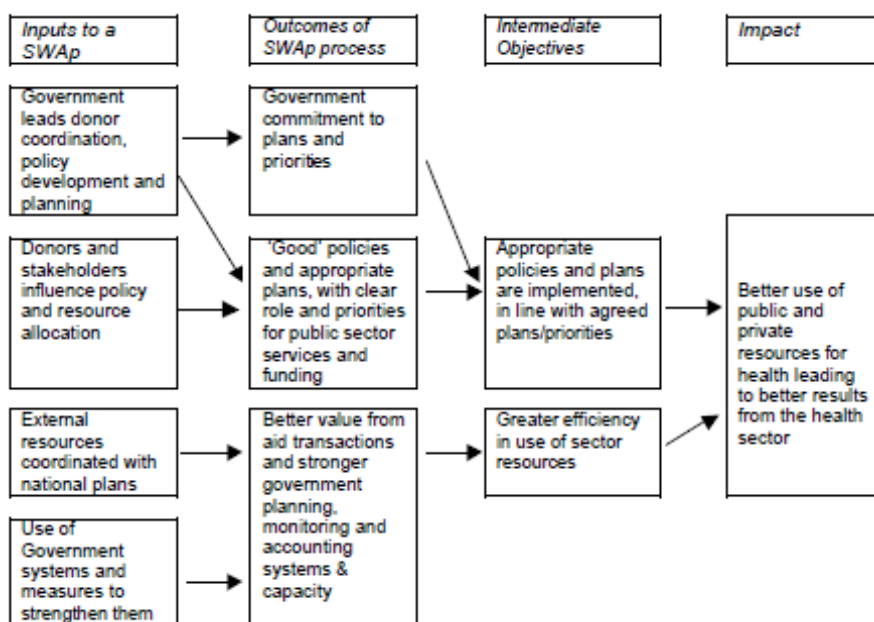 Inputs to a
SWAp
Outcomes of
SWAp process
Intermediate
Objectives
Impact
Government
leads donor
coordination,
policy
development and
planning
Government
commitment to
plans and
priorities
Donors and
stakeholders
influence policy
and resource
allocation
'Good' policies
and appropriate
plans, with clear
role and priorities
for public sector
services and
funding
Appropriate
policies and plans
are implemented,
in line with agreed
plans/priorities
Better use of
public and
private
resources for
health leading
to better results
from the health
sector
External
resources
coordinated with
national plans
Better value from
aid transactions
and stronger
government
planning,
monitoring and
accounting
systems &
capacity
Greater efficiency
in use of sector
resources
Use of
Government
systems and
measures to
strengthen them